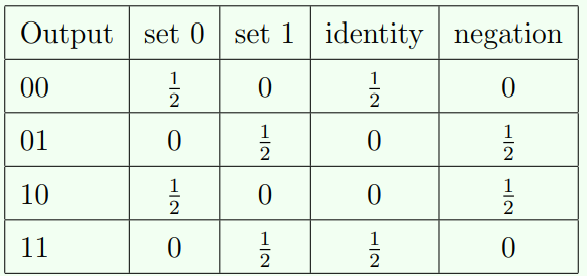 Output set 0 set 1 identity negation
00 1/2 0 1/2 0
01 0 1/2 0 1/2
10 1/2 0 0 1/2
11 0 1/2 1/2 0